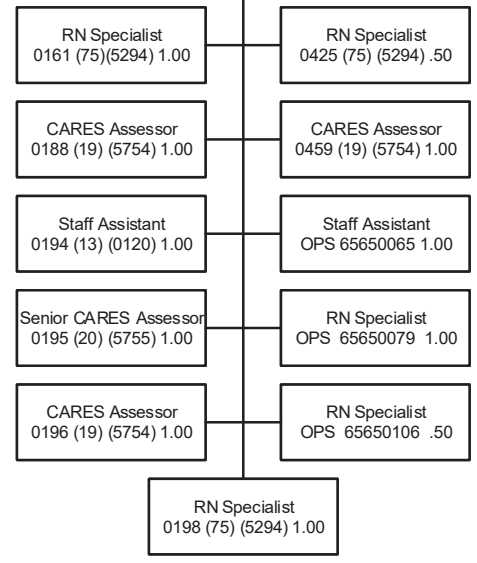 RN Specialist
0161 (75)(5294) 1.00
RN Specialist
0425 (75) (5294) .50
CARES Assessor
0188 (19) (5754) 1.00
CARES Assessor
0459 (19) (5754) 1.00
Staff Assistant
0194 (13) (0120) 1.00
Staff Assistant
OPS 65650065 1.00
Senior CARES Assessor
0195 (20) (5755) 1.00
RN Specialist
OPS 65650079 1.00
CARES Assessor
0196 (19) (5754) 1.00
RN Specialist
OPS 65650106 .50
RN Specialist
0198 (75) (5294) 1.00